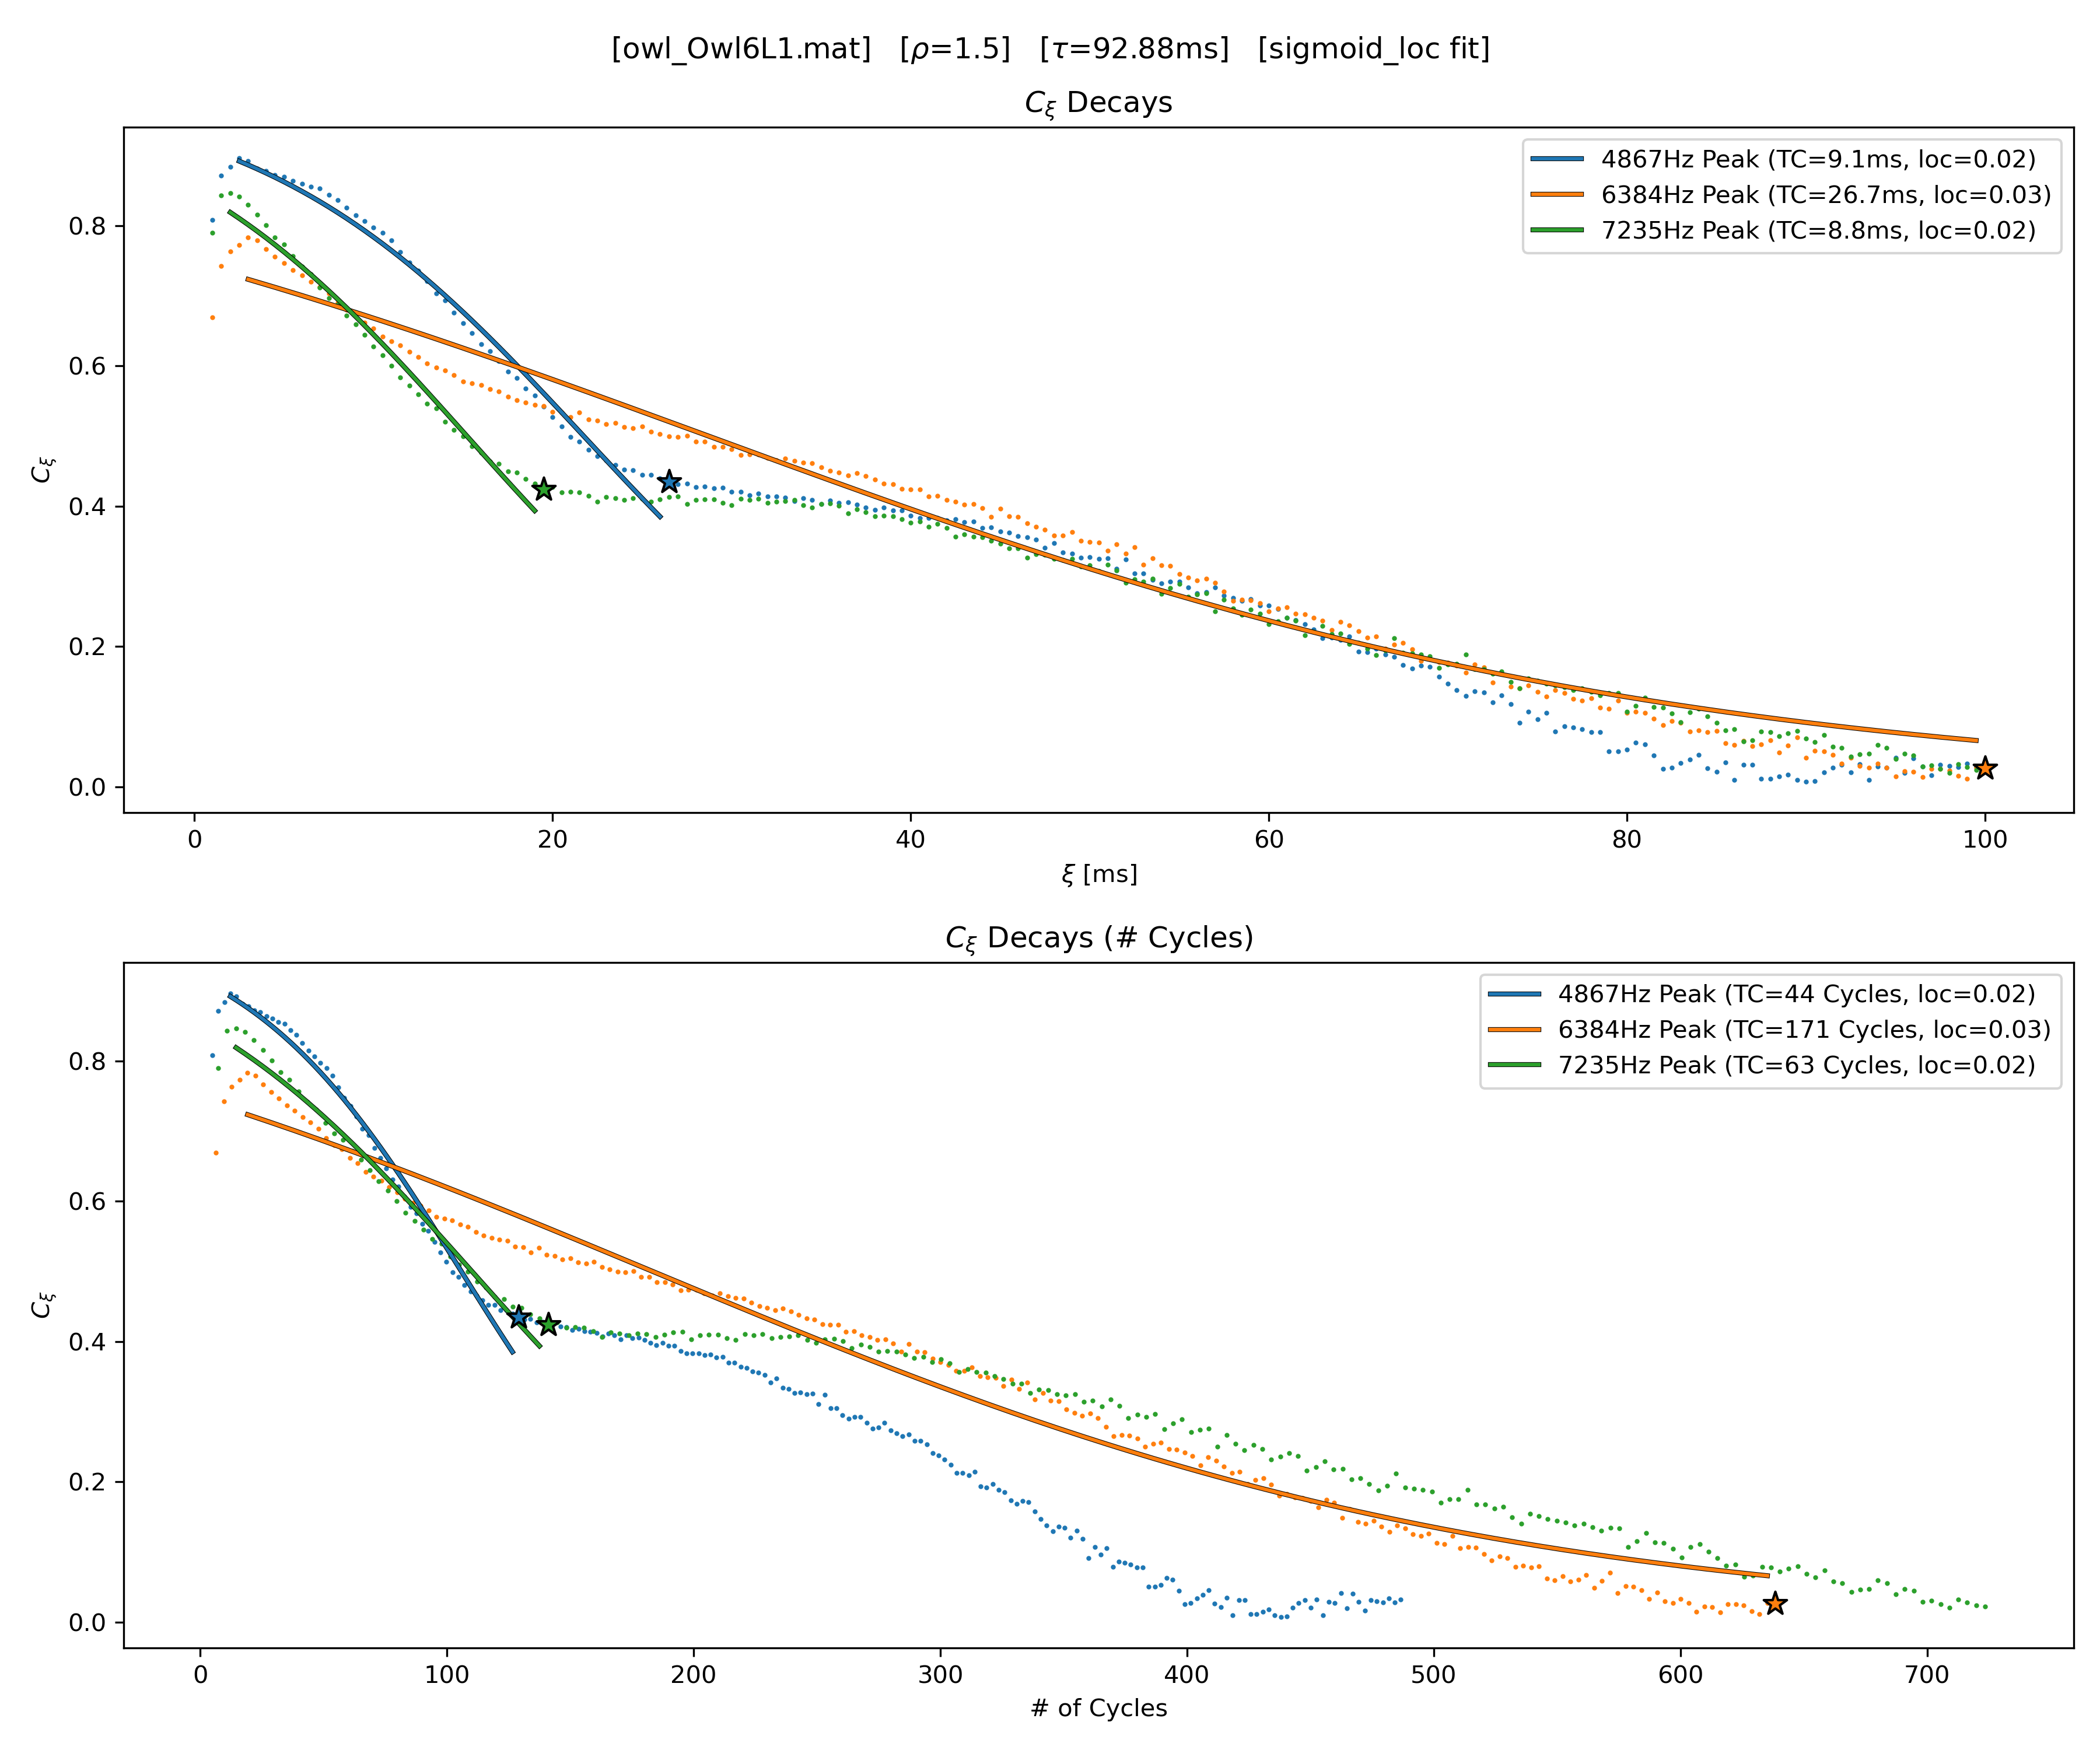 [owl_Owl6L1.mat]   [ρ=1.5]   [τ=92.88ms]   [sigmoid_loc fit]
C_ξ Decays
4867Hz Peak (TC=9.1ms, loc=0.02)
6384Hz Peak (TC=26.7ms, loc=0.03)
7235Hz Peak (TC=8.8ms, loc=0.02)
C_ξ
0.8
0.6
0.4
0.2
0.0
0 20 40 60 80 100
ξ [ms]
C_ξ Decays (# Cycles)
4867Hz Peak (TC=44 Cycles, loc=0.02)
6384Hz Peak (TC=171 Cycles, loc=0.03)
7235Hz Peak (TC=63 Cycles, loc=0.02)
C_ξ
0.8
0.6
0.4
0.2
0.0
0 100 200 300 400 500 600 700
# of Cycles